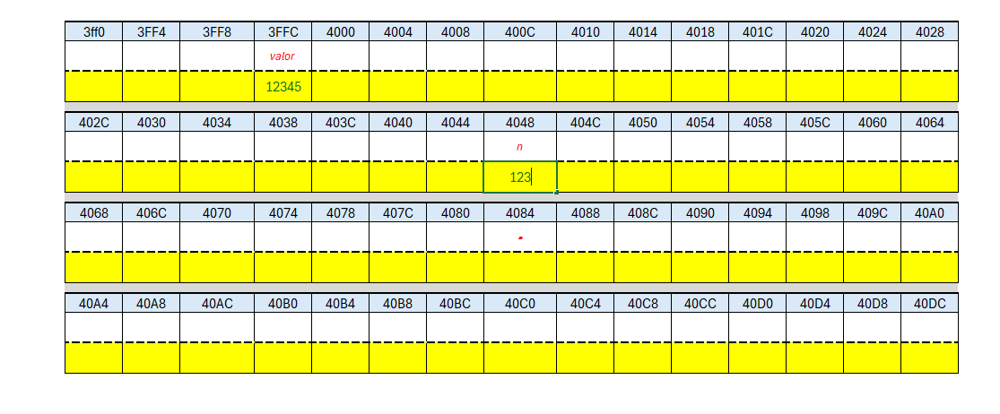 3ff0 3FF4 3FF8 3FFC 4000 4004 4008 400C 4010 4014 4018 401C 4020 4024 4028
valor
12345
402C 4030 4034 4038 403C 4040 4044 4048 404C 4050 4054 4058 405C 4060 4064
n
123
4068 406C 4070 4074 4078 407C 4080 4084 4088 408C 4090 4094 4098 409C 40A0
40A4 40A8 40AC 40B0 40B4 40B8 40BC 40C0 40C4 40C8 40CC 40D0 40D4 40D8 40DC